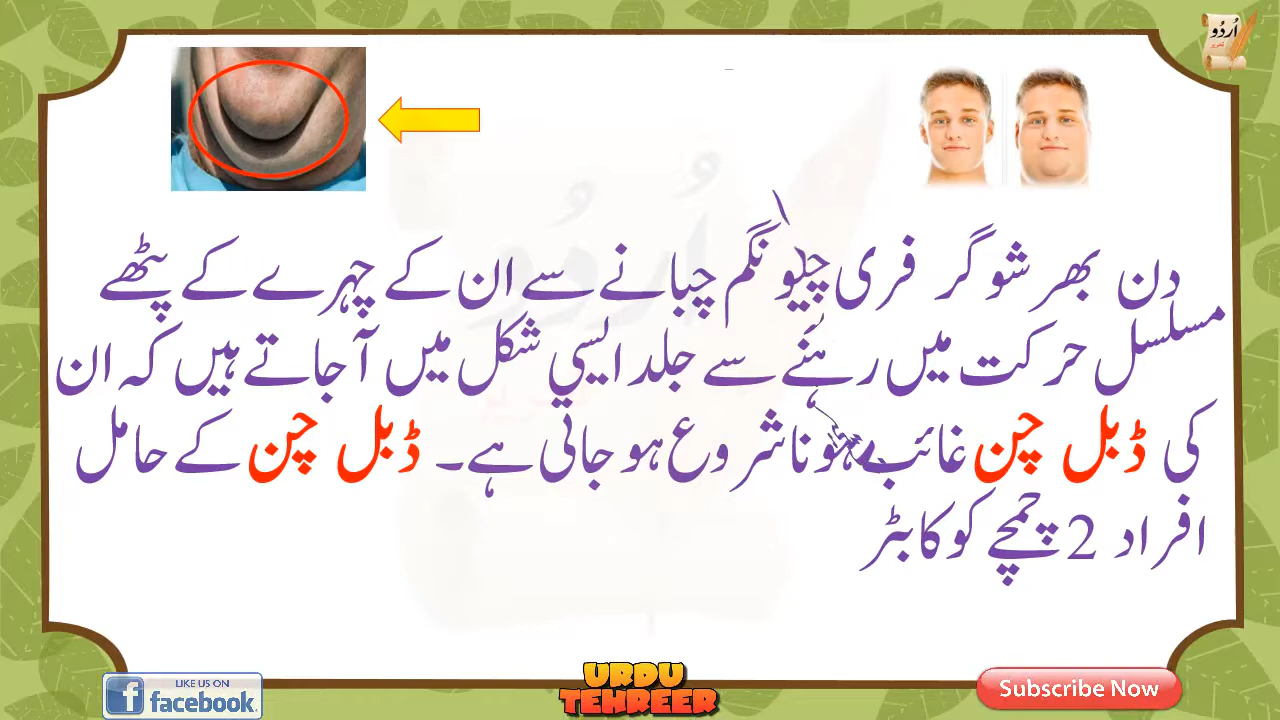 اُردُو
تحریر
دن بھر شوگر فری چیونگم چبانے سے ان کے چہرے کے پٹھے
مسلسل حرکت میں رہنے سے جلد ایسی شکل میں آجاتے ہیں کہ ان
کی ڈبل چن غائب ہونا شروع ہو جاتی ہے۔ ڈبل چن کے حامل
افراد 2 چمچے کوکا بٹر
LIKE US ON
facebook.
URDU
TEHREER
Subscribe Now